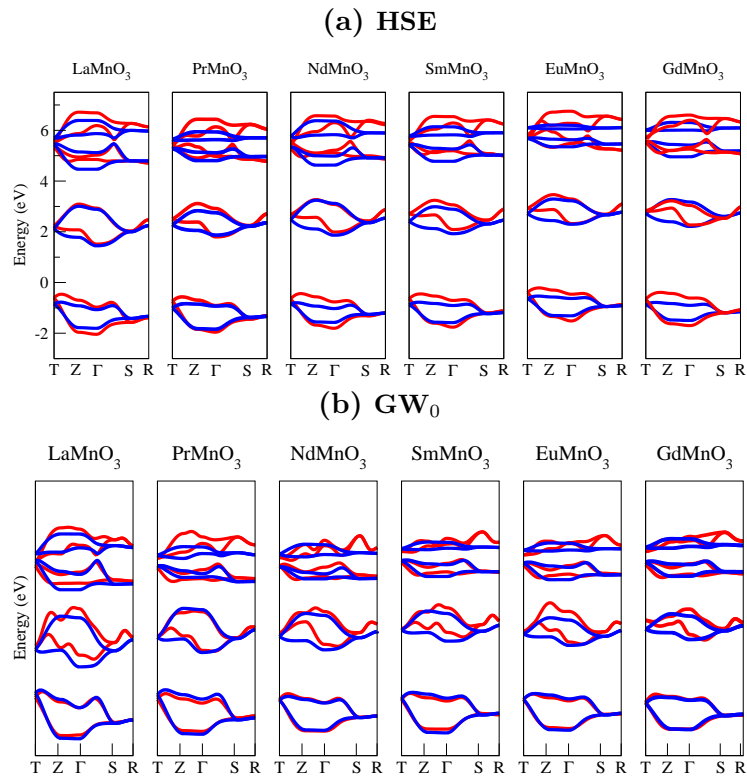 (a) HSE
LaMnO3 PrMnO3 NdMnO3 SmMnO3 EuMnO3 GdMnO3
6
4
2
0
-2
Energy (eV)
T Z Γ S R T Z Γ S R T Z Γ S R T Z Γ S R T Z Γ S R T Z Γ S R
(b) GW0
LaMnO3 PrMnO3 NdMnO3 SmMnO3 EuMnO3 GdMnO3
Energy (eV)
T Z Γ S R T Z Γ S R T Z Γ S R T Z Γ S R T Z Γ S R T Z Γ S R